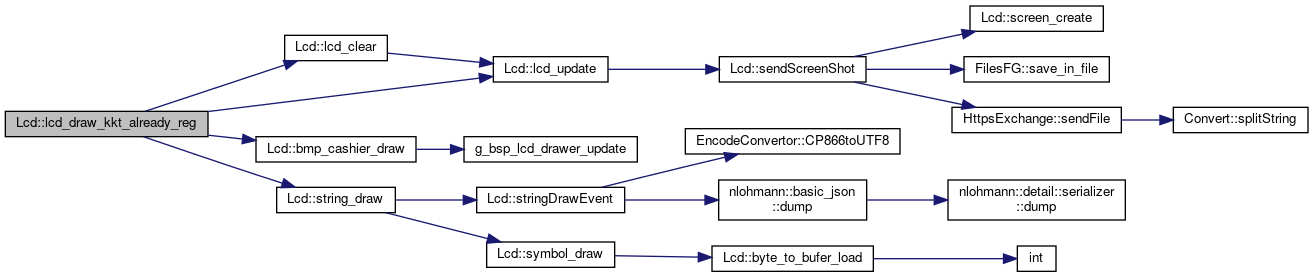 Lcd::lcd_draw_kkt_already_reg
Lcd::lcd_clear
Lcd::lcd_update
Lcd::sendScreenShot
Lcd::screen_create
FilesFG::save_in_file
HttpsExchange::sendFile
Convert::splitString
Lcd::bmp_cashier_draw
g_bsp_lcd_drawer_update
Lcd::string_draw
Lcd::stringDrawEvent
EncodeConvertor::CP866toUTF8
nlohmann::basic_json
::dump
nlohmann::detail::serializer
::dump
Lcd::symbol_draw
Lcd::byte_to_bufer_load
int